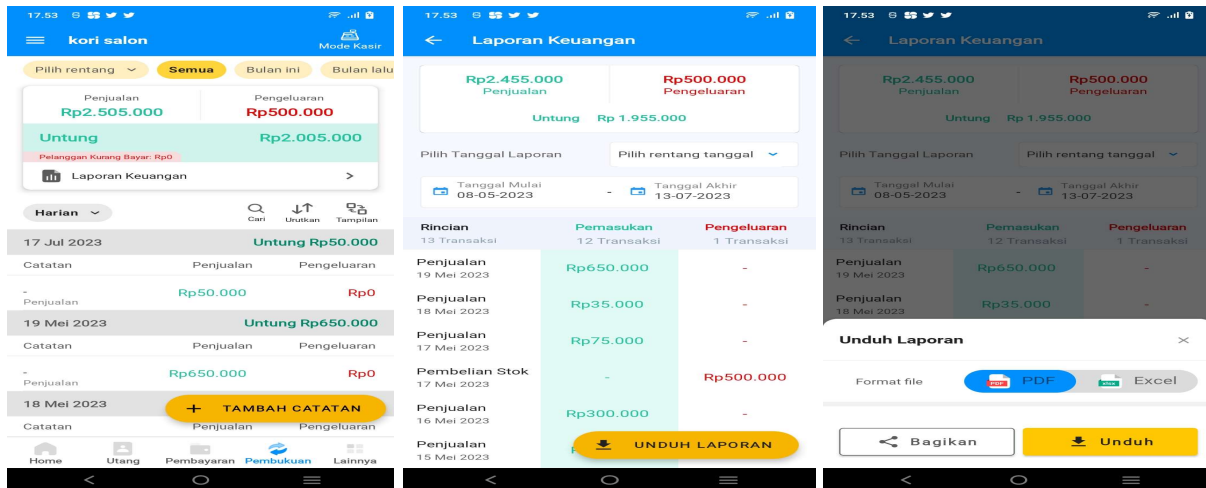 17.53
kori salon
Mode Kasir
Pilih rentang
Semua
Bulan ini
Bulan lalu
Penjualan
Pengeluaran
Rp2.505.000
Rp500.000
Untung
Rp2.005.000
Pelanggan Kurang Bayar: Rp0
Laporan Keuangan
Harian
Cari
Urutkan
Tampilan
17 Jul 2023
Untung Rp50.000
Catatan
Penjualan
Pengeluaran
-
Penjualan
Rp50.000
Rp0
19 Mei 2023
Untung Rp650.000
Catatan
Penjualan
Pengeluaran
-
Penjualan
Rp650.000
Rp0
18 Mei 2023
+ TAMBAH CATATAN
Catatan
Penjualan
Pengeluaran
Home
Utang
Pembayaran
Pembukuan
Lainnya
17.53
Laporan Keuangan
Rp2.455.000
Rp500.000
Penjualan
Pengeluaran
Untung Rp 1.955.000
Pilih Tanggal Laporan
Pilih rentang tanggal
Tanggal Mulai
08-05-2023
-
Tanggal Akhir
13-07-2023
Rincian
Pemasukan
Pengeluaran
13 Transaksi
12 Transaksi
1 Transaksi
Penjualan
19 Mei 2023
Rp650.000
-
Penjualan
18 Mei 2023
Rp35.000
-
Penjualan
17 Mei 2023
Rp75.000
-
Pembelian Stok
17 Mei 2023
-
Rp500.000
Penjualan
16 Mei 2023
Rp300.000
-
Penjualan
15 Mei 2023
UNDUH LAPORAN
17.53
Laporan Keuangan
Rp2.455.000
Rp500.000
Penjualan
Pengeluaran
Untung Rp 1.955.000
Pilih Tanggal Laporan
Pilih rentang tanggal
Tanggal Mulai
08-05-2023
-
Tanggal Akhir
13-07-2023
Rincian
Pemasukan
Pengeluaran
13 Transaksi
12 Transaksi
1 Transaksi
Penjualan
19 Mei 2023
Rp650.000
-
Penjualan
18 Mei 2023
Rp35.000
-
Unduh Laporan
Format file
PDF
PDF
xlsx
Excel
Bagikan
Unduh